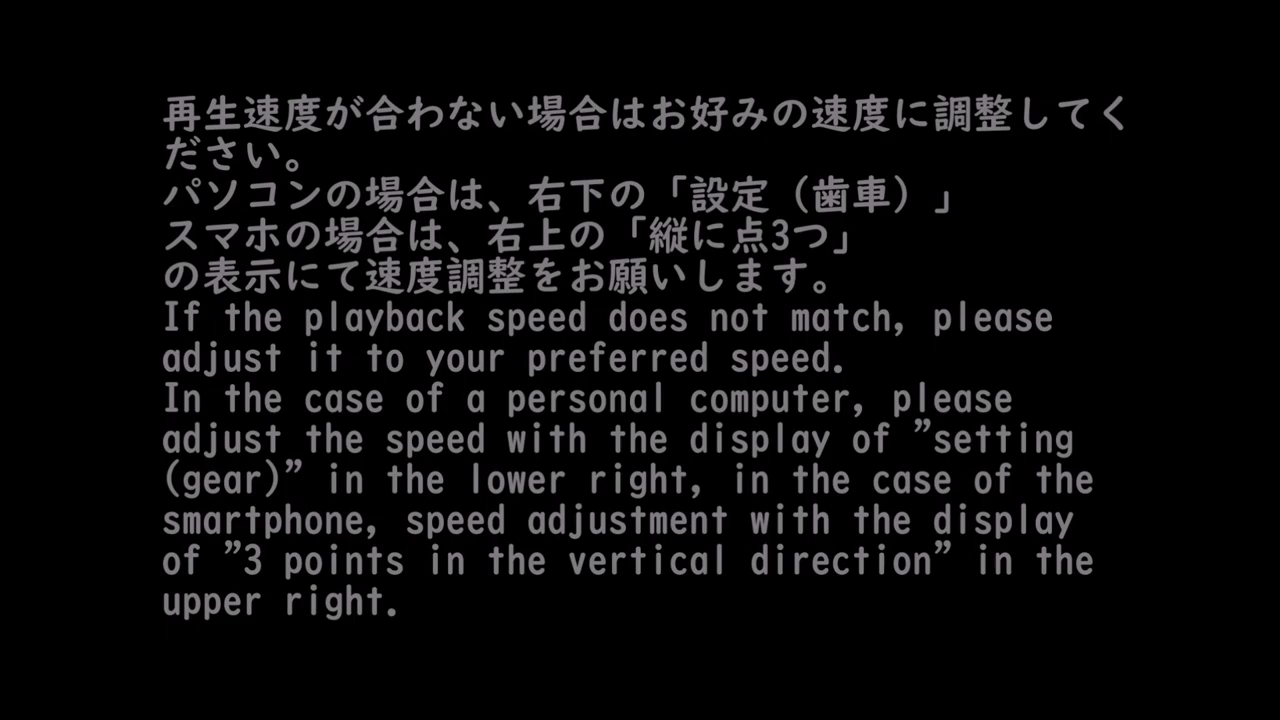 再生速度が合わない場合はお好みの速度に調整してく
ださい。
パソコンの場合は、右下の「設定（歯車）」
スマホの場合は、右上の「縦に点3つ」
の表示にて速度調整をお願いします。
If the playback speed does not match, please
adjust it to your preferred speed.
In the case of a personal computer, please
adjust the speed with the display of ”setting
(gear)” in the lower right, in the case of the
smartphone, speed adjustment with the display
of ”3 points in the vertical direction” in the
upper right.